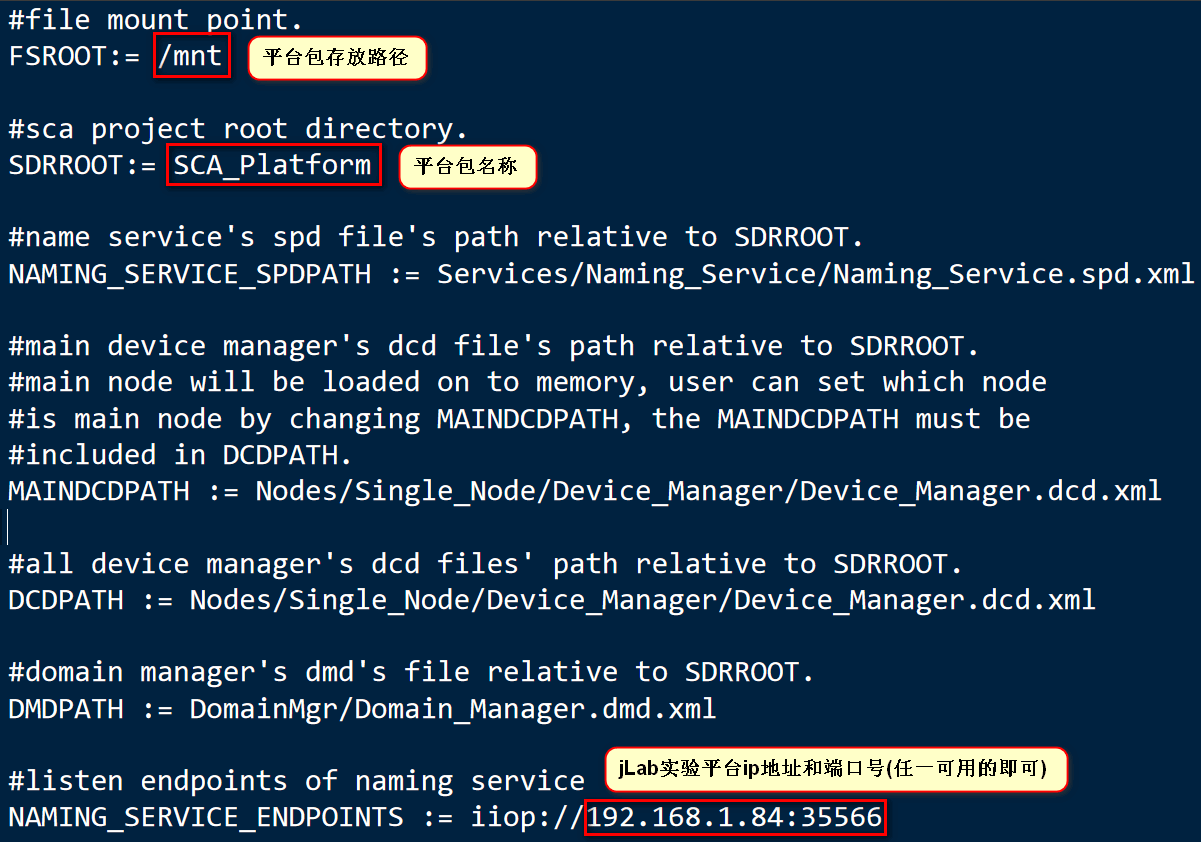 #file mount point.
FSROOT:= /mnt 平台包存放路径
#sca project root directory.
SDRROOT:= SCA_Platform 平台包名称
#name service's spd file's path relative to SDRROOT.
NAMING_SERVICE_SPDPATH := Services/Naming_Service/Naming_Service.spd.xml
#main device manager's dcd file's path relative to SDRROOT.
#main node will be loaded on to memory, user can set which node
#is main node by changing MAINDCDPATH, the MAINDCDPATH must be
#included in DCDPATH.
MAINDCDPATH := Nodes/Single_Node/Device_Manager/Device_Manager.dcd.xml
#all device manager's dcd files' path relative to SDRROOT.
DCDPATH := Nodes/Single_Node/Device_Manager/Device_Manager.dcd.xml
#domain manager's dmd's file relative to SDRROOT.
DMDPATH := DomainMgr/Domain_Manager.dmd.xml
#listen endpoints of naming service jLab实验平台ip地址和端口号(任一可用的即可)
NAMING_SERVICE_ENDPOINTS := iiop://192.168.1.84:35566